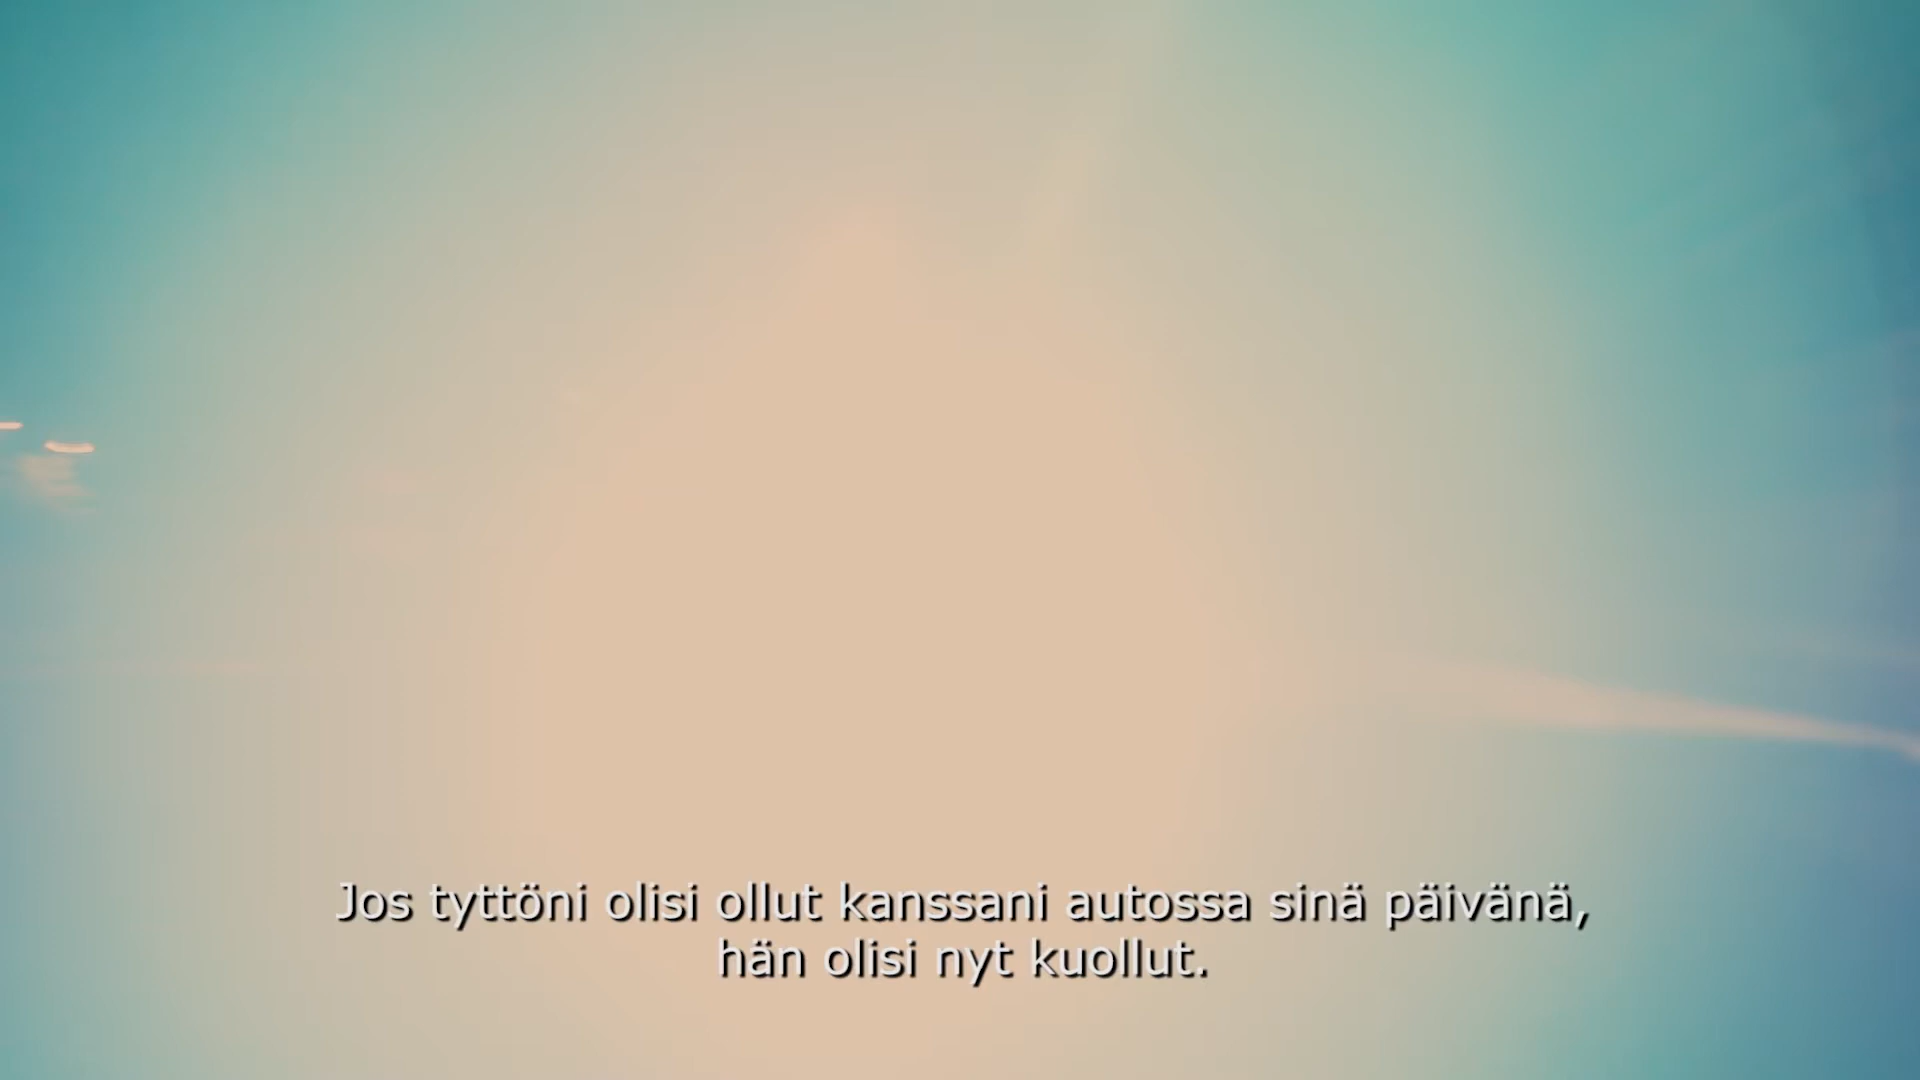 Jos tyttöni olisi ollut kanssani autossa sinä päivänä,
hän olisi nyt kuollut.